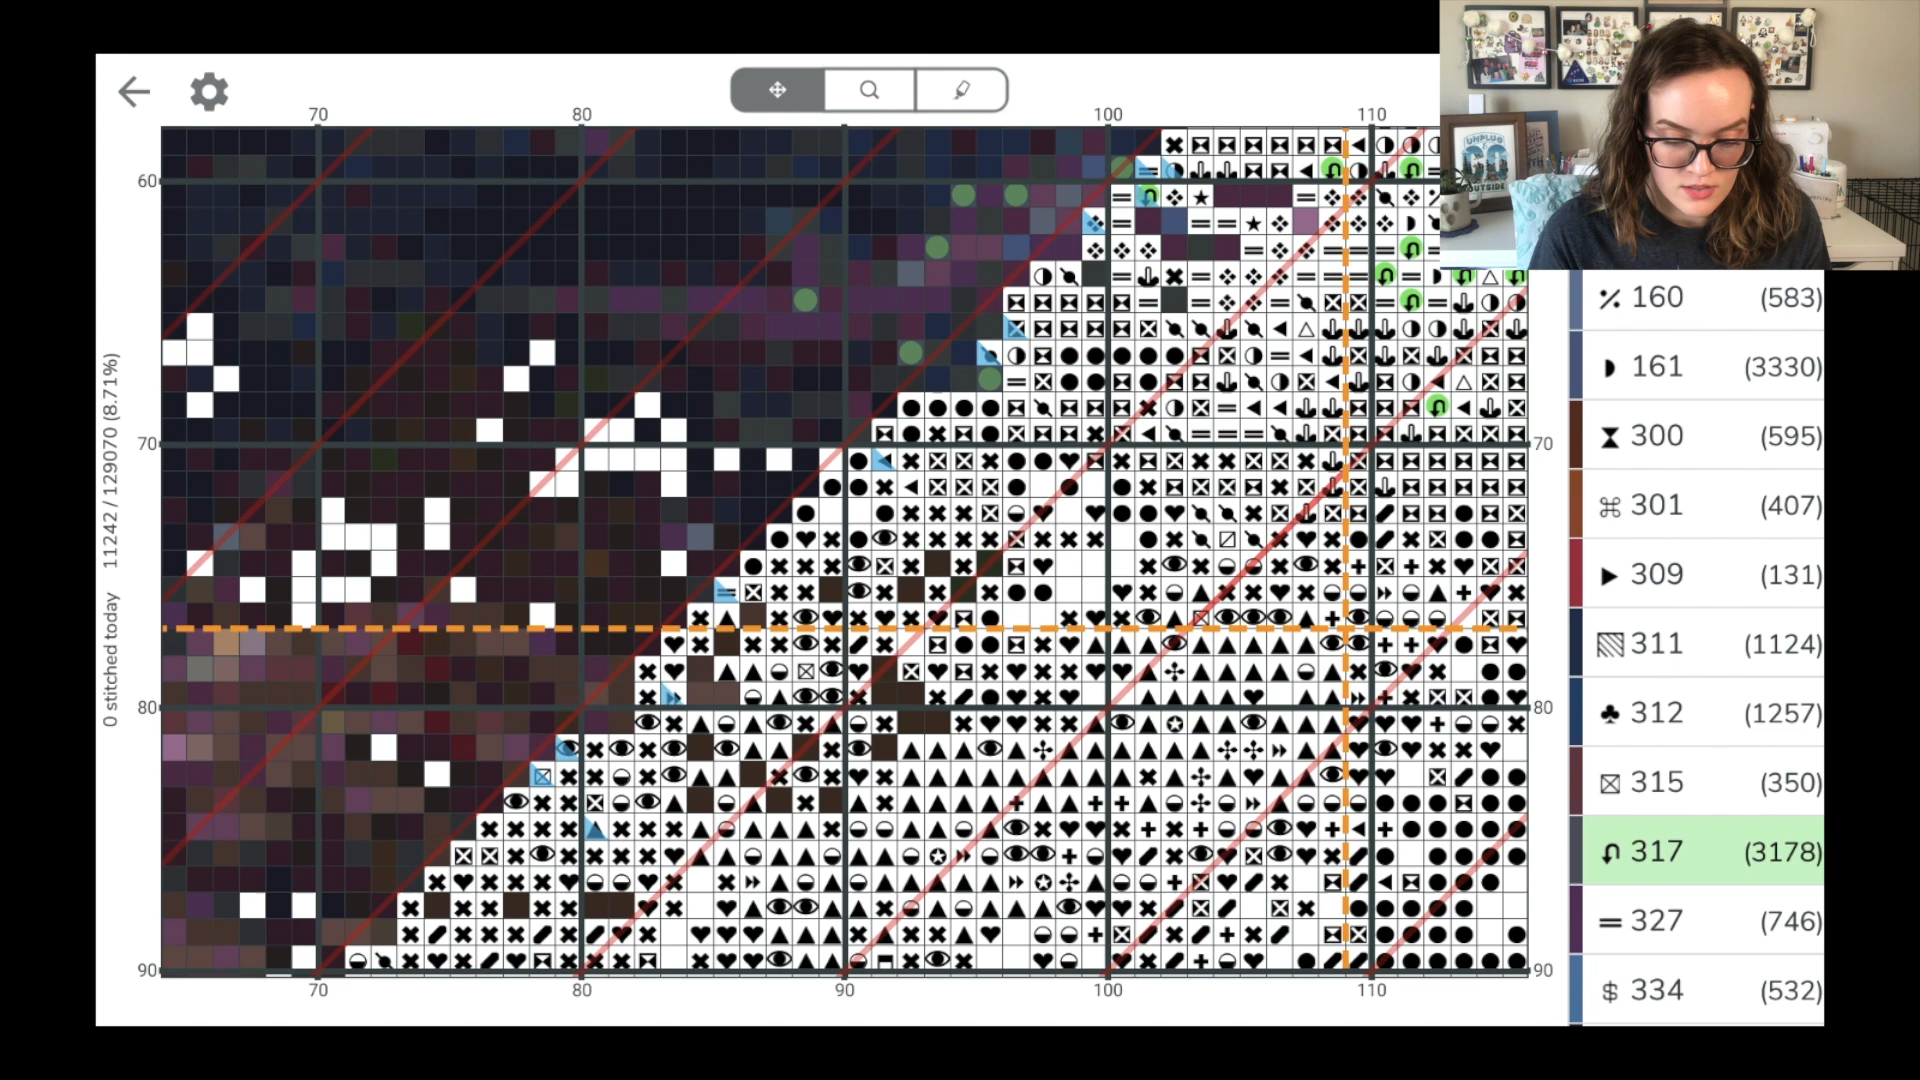 70 80 100 110
60
70 70
80 80
90 90
70 80 90 100 110
0 stitched today 11242 / 129070 (8.71%)
UNPLUG
GO
OUTSIDE
160 (583)
161 (3330)
300 (595)
301 (407)
309 (131)
311 (1124)
312 (1257)
315 (350)
317 (3178)
327 (746)
$ 334 (532)